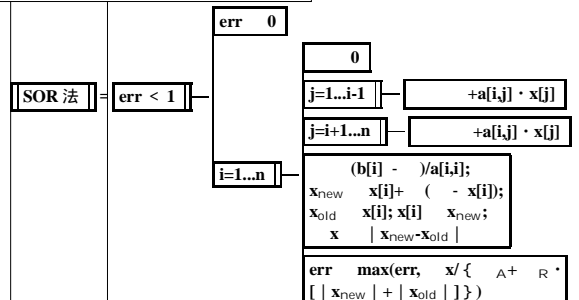 err 0
0
SOR 法 = err < 1
j=1...i-1 +a[i,j]・x[j]
j=i+1...n +a[i,j]・x[j]
i=1...n
(b[i] - )/a[i,i];
xnew x[i]+ ( - x[i]);
xold x[i]; x[i] xnew;
x | xnew-xold |
err max(err, x/{ A+ R・
[ | xnew | + | xold | ] } )